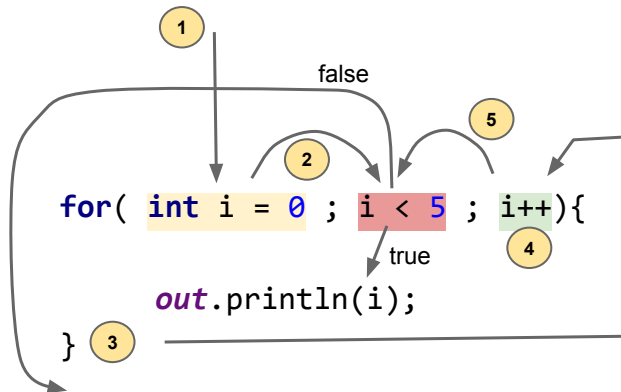 1
false
5
2
for( int i = 0 ; i < 5 ; i++){
4
true
out.println(i);
} 3